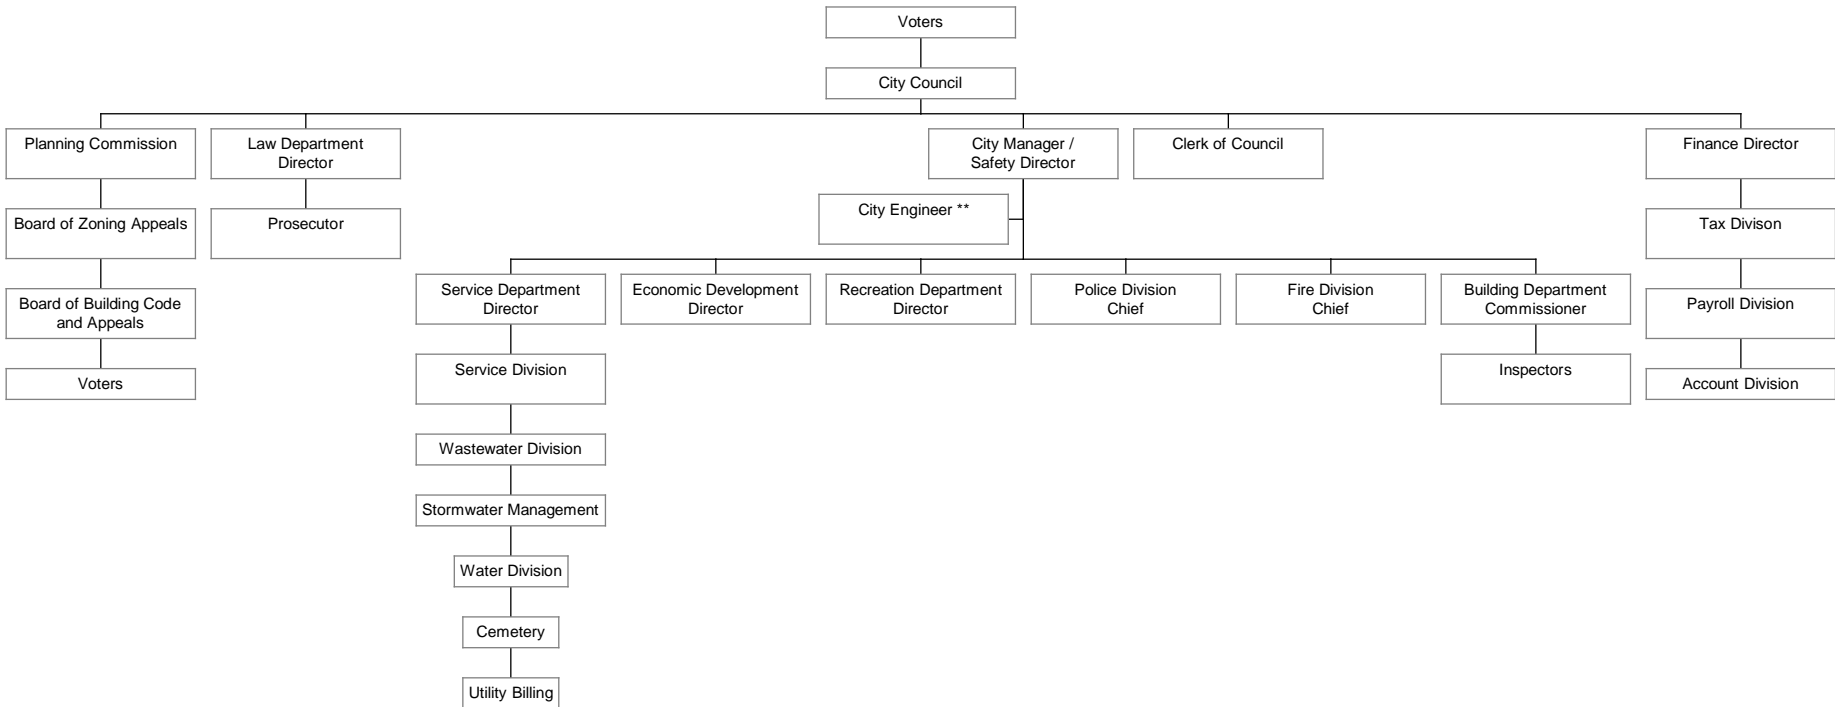 Voters
City Council
Planning Commission
Law Department
Director
City Manager /
Safety Director
Clerk of Council
Finance Director
City Engineer **
Board of Zoning Appeals
Prosecutor
Tax Divison
Service Department
Director
Economic Development
Director
Recreation Department
Director
Police Division
Chief
Fire Division
Chief
Building Department
Commissioner
Board of Building Code
and Appeals
Payroll Division
Voters
Service Division
Inspectors
Account Division
Wastewater Division
Stormwater Management
Water Division
Cemetery
Utility Billing